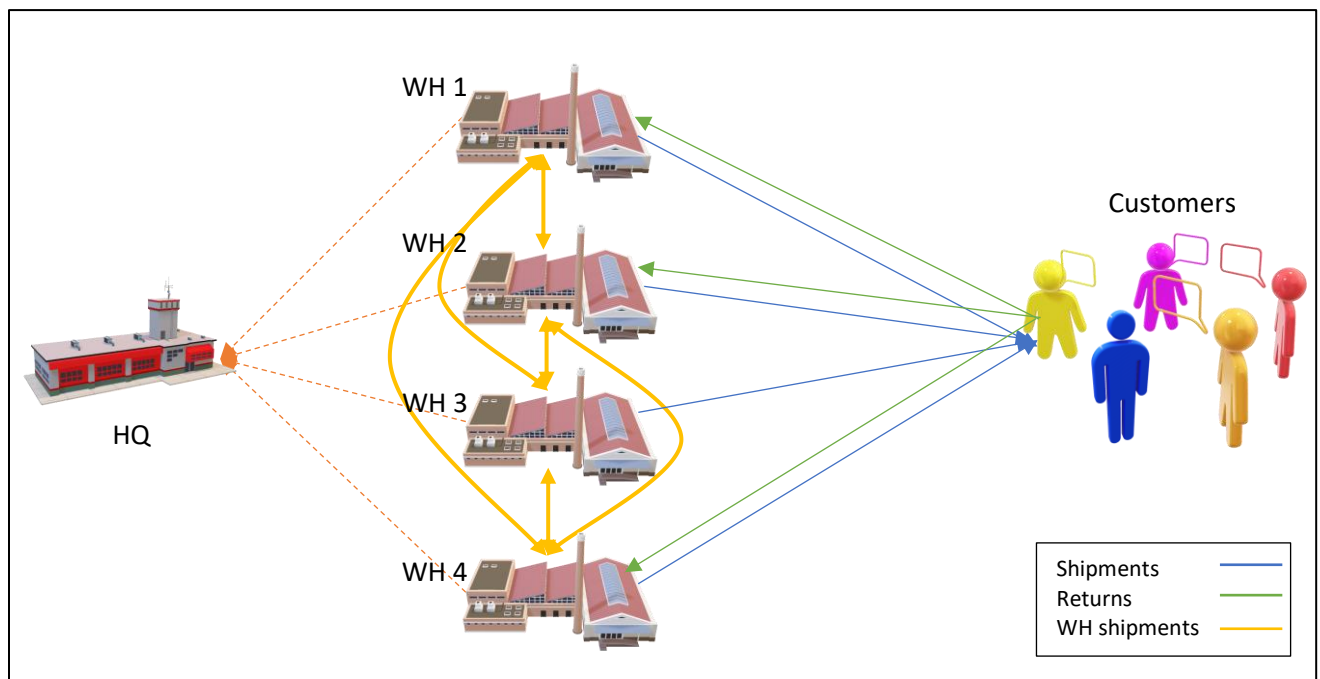 WH 1
Customers
WH 2
WH 3
HQ
WH 4
Shipments
Returns
WH shipments